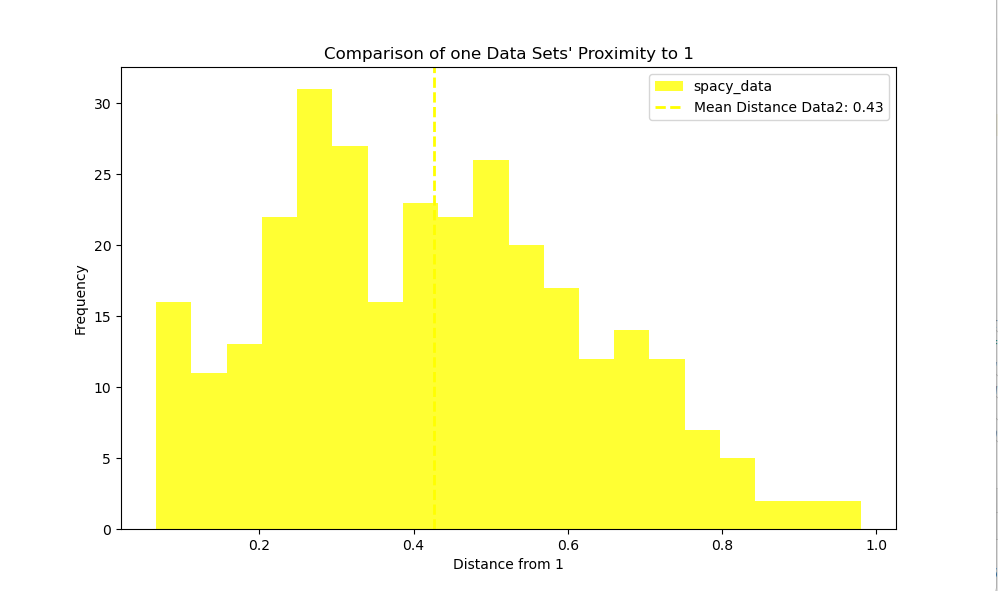 Comparison of one Data Sets' Proximity to 1
spacy_data
Mean Distance Data2: 0.43
30
25
20
15
10
5
0
Frequency
0.2 0.4 0.6 0.8 1.0
Distance from 1